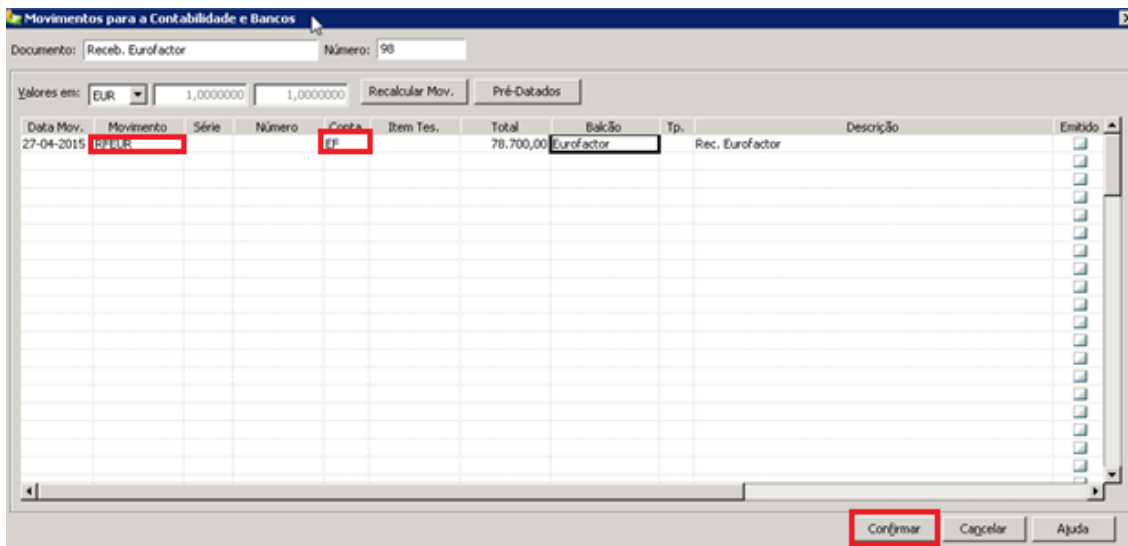 Movimentos para a Contabilidade e Bancos
Documento: Receb. Eurofactor Número: 98
Valores em: EUR 1,0000000 1,0000000 Recalcular Mov. Pré-Datados
Data Mov. Movimento Série Número Conta Item Tes. Total Balcão Tp. Descrição Emitido
27-04-2015 RFEUR EF 78.700,00 Eurofactor Rec. Eurofactor
Confirmar Cancelar Ajuda